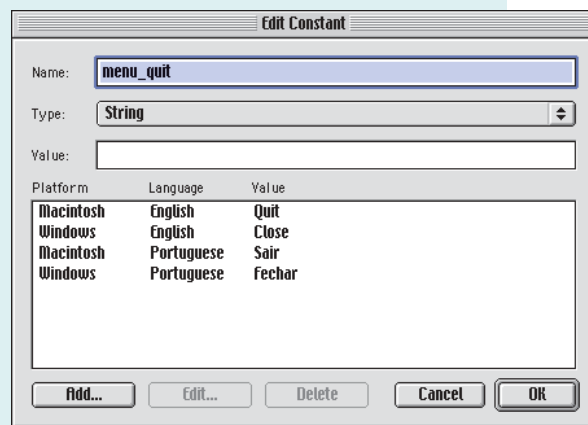 Edit Constant
Name: menu_quit
Type: String
Value:
Platform Language Value
Macintosh English Quit
Windows English Close
Macintosh Portuguese Sair
Windows Portuguese Fechar
Add... Edit... Delete Cancel OK